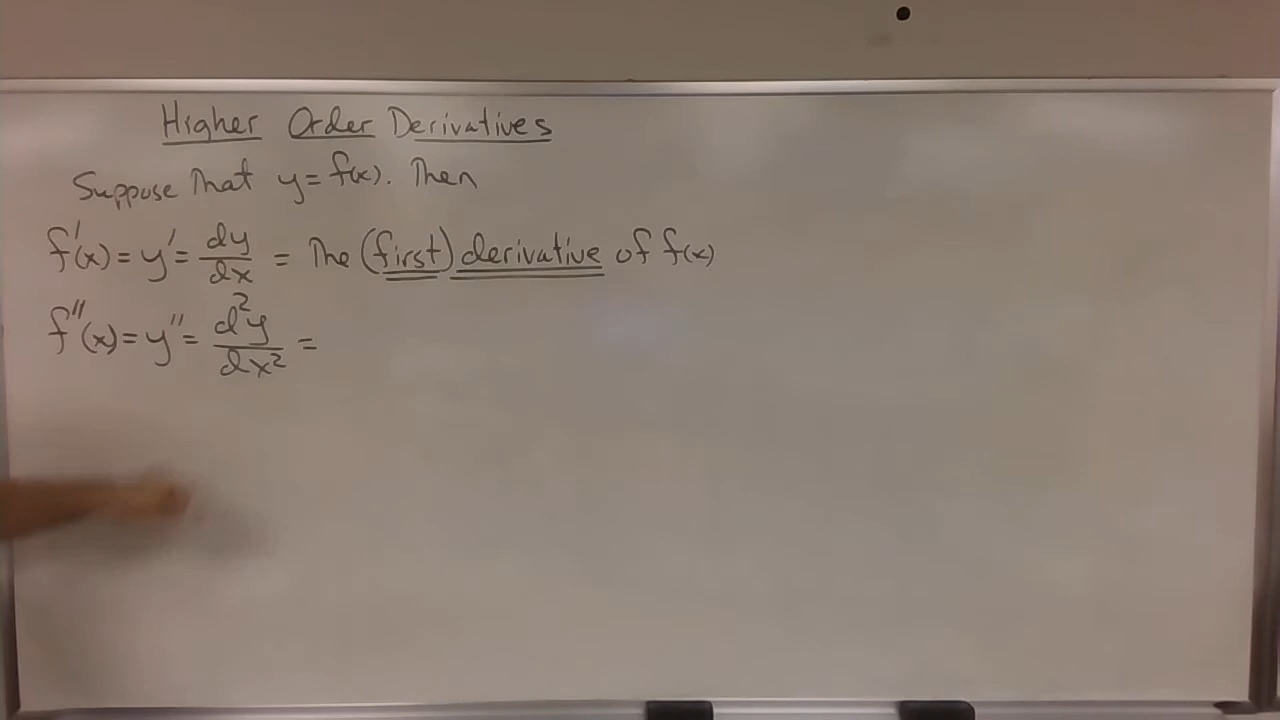 Higher Order Derivatives
Suppose That y = f(x). Then
f'(x) = y' = dy/dx = The (first) derivative of f(x)
f''(x) = y'' = d²y/dx² =